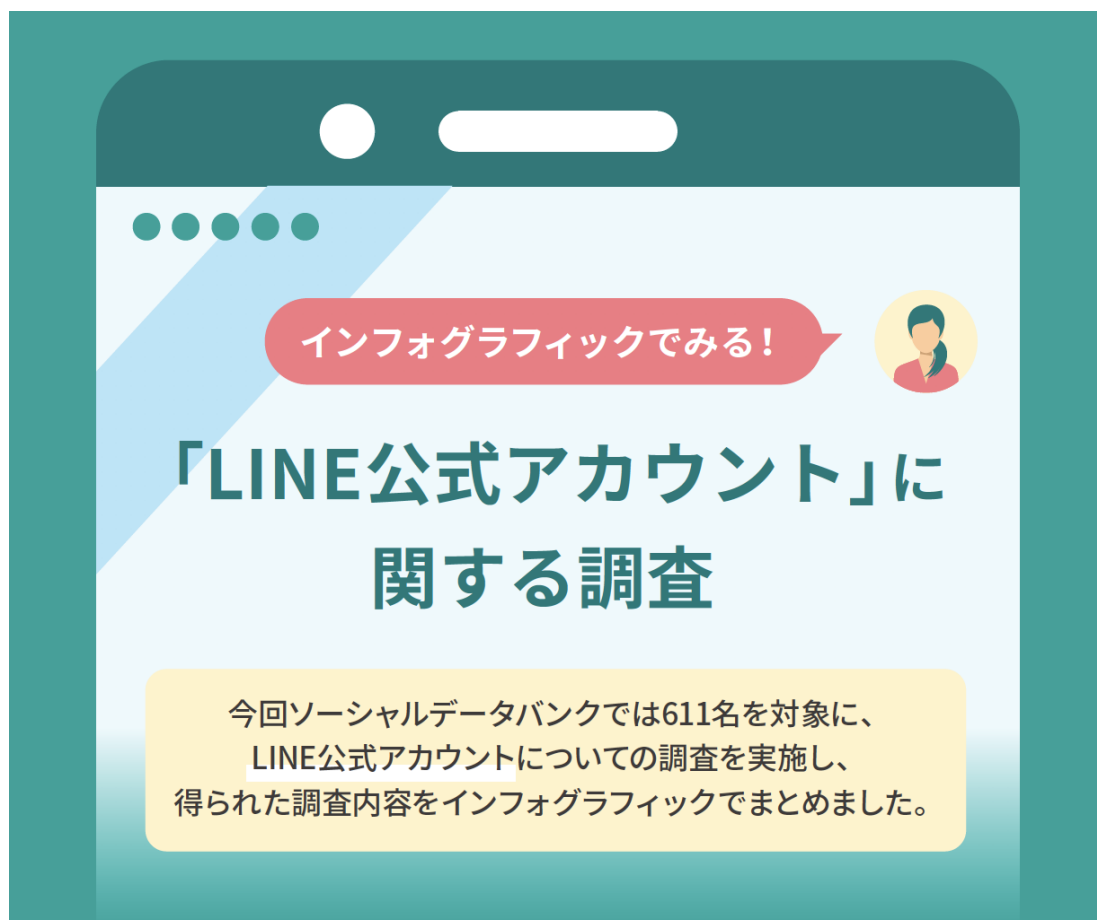 インフォグラフィックでみる！
「LINE公式アカウント」に
関する調査
今回ソーシャルデータバンクでは611名を対象に、
LINE公式アカウントについての調査を実施し、
得られた調査内容をインフォグラフィックでまとめました。